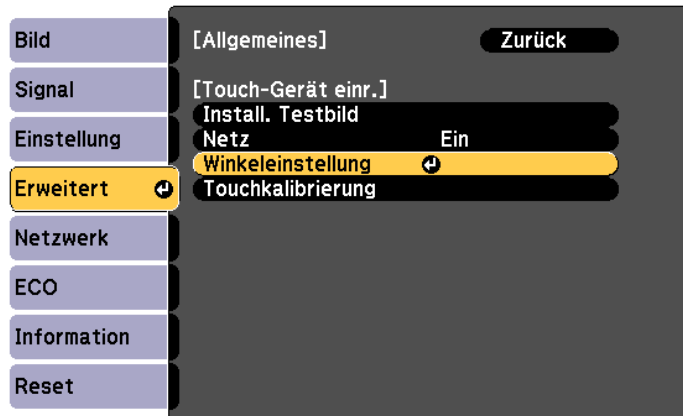 Bild
Signal
Einstellung
Erweitert
Netzwerk
ECO
Information
Reset
[Allgemeines] Zurück
[Touch-Gerät einr.]
Install. Testbild
Netz Ein
Winkeleinstellung
Touchkalibrierung